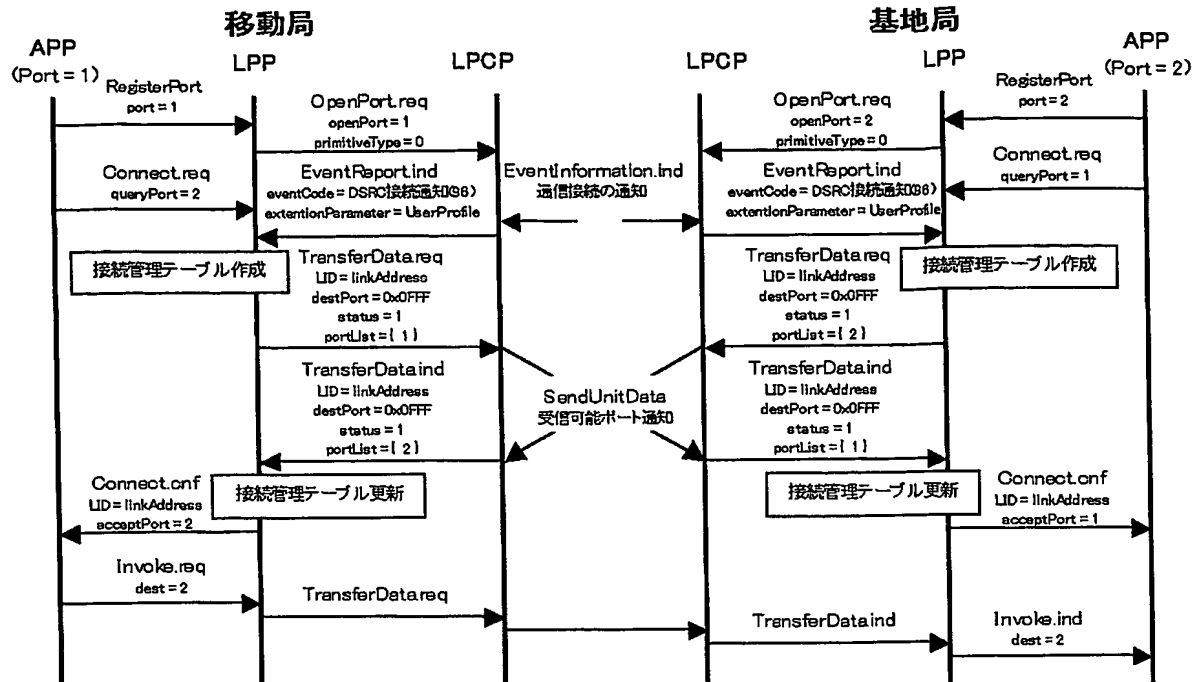 移動局
基地局
APP
(Port = 1)
LPP
LPCP
LPCP
LPP
APP
(Port = 2)
RegisterPort
port = 1
OpenPort.req
openPort = 1
primitiveType = 0
OpenPort.req
openPort = 2
primitiveType = 0
RegisterPort
port = 2
Connect.req
queryPort = 2
EventReport.ind
eventCode = DSRC接続通知(96)
extentionParameter = UserProfile
EventInformation.ind
通信接続の通知
EventReport.ind
eventCode = DSRC接続通知(96)
extentionParameter = UserProfile
Connect.req
queryPort = 1
接続管理テーブル作成
TransferData.req
LID = linkAddress
destPort = 0x0FFF
status = 1
portList = { 1 }
TransferData.req
LID = linkAddress
destPort = 0x0FFF
status = 1
portList = { 2 }
接続管理テーブル作成
TransferData.ind
LID = linkAddress
destPort = 0x0FFF
status = 1
portList = { 2 }
SendUnitData
受信可能ポート通知
TransferData.ind
LID = linkAddress
destPort = 0x0FFF
status = 1
portList = { 1 }
接続管理テーブル更新
接続管理テーブル更新
Connect.cnf
LID = linkAddress
acceptPort = 2
Connect.cnf
LID = linkAddress
acceptPort = 1
Invoke.req
dest = 2
TransferData.req
TransferData.ind
Invoke.ind
dest = 2